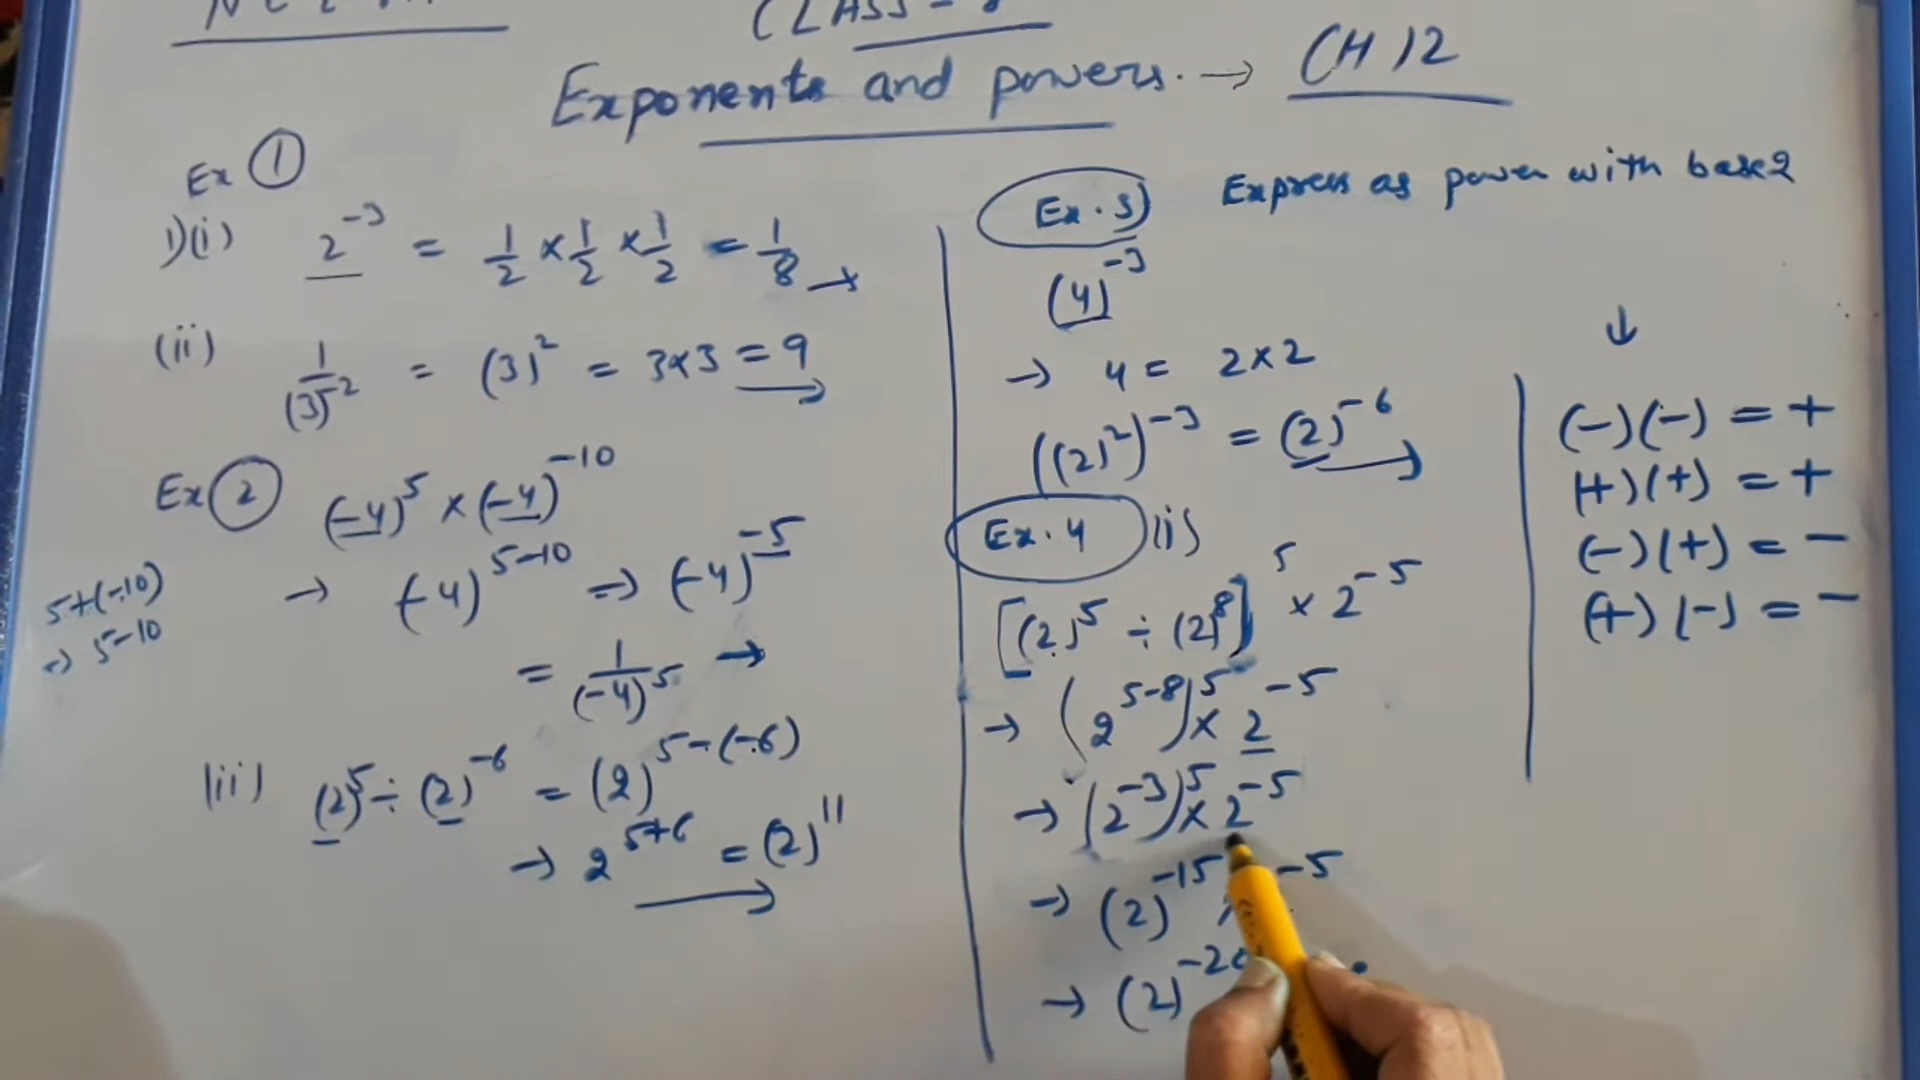 CLASS -
Exponents and powers. → CH 12
Ex ①
1)(i) 2^-3 = 1/2 × 1/2 × 1/2 = 1/8 →
(ii) 1/(3)^-2 = (3)^2 = 3×3 = 9
Ex ② (-4)^5 × (-4)^-10
5+(-10)
→ 5-10
→ (-4)^5-10 => (-4)^-5
= 1/(-4)^5 →
(ii) (2)^5 ÷ (2)^-6 = (2)^5-(-6)
→ 2^5+6 = (2)^11
Ex. 3) Express as power with base 2
(4)^-3
→ 4 = 2×2
((2)^2)^-3 = (2)^-6
Ex. 4 (i)
[(2)^5 ÷ (2)^8]^5 × 2^-5
→ (2^5-8)^5 × 2^-5
→ (2^-3)^5 × 2^-5
→ (2)^-15 -5
→ (2)
↓
(-)(-) = +
(+)(+) = +
(-)(+) = -
(+)(-) = -